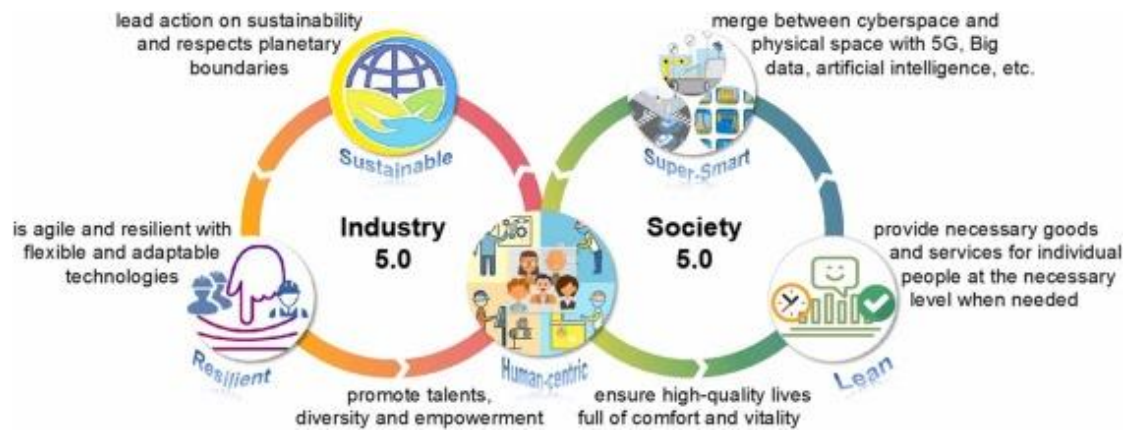 lead action on sustainability
and respects planetary
boundaries
merge between cyberspace and
physical space with 5G, Big
data, artificial intelligence, etc.
Sustainable
Super-Smart
Industry
5.0
Society
5.0
is agile and resilient with
flexible and adaptable
technologies
provide necessary goods
and services for individual
people at the necessary
level when needed
Resilient
Human-centric
Lean
promote talents,
diversity and empowerment
ensure high-quality lives
full of comfort and vitality